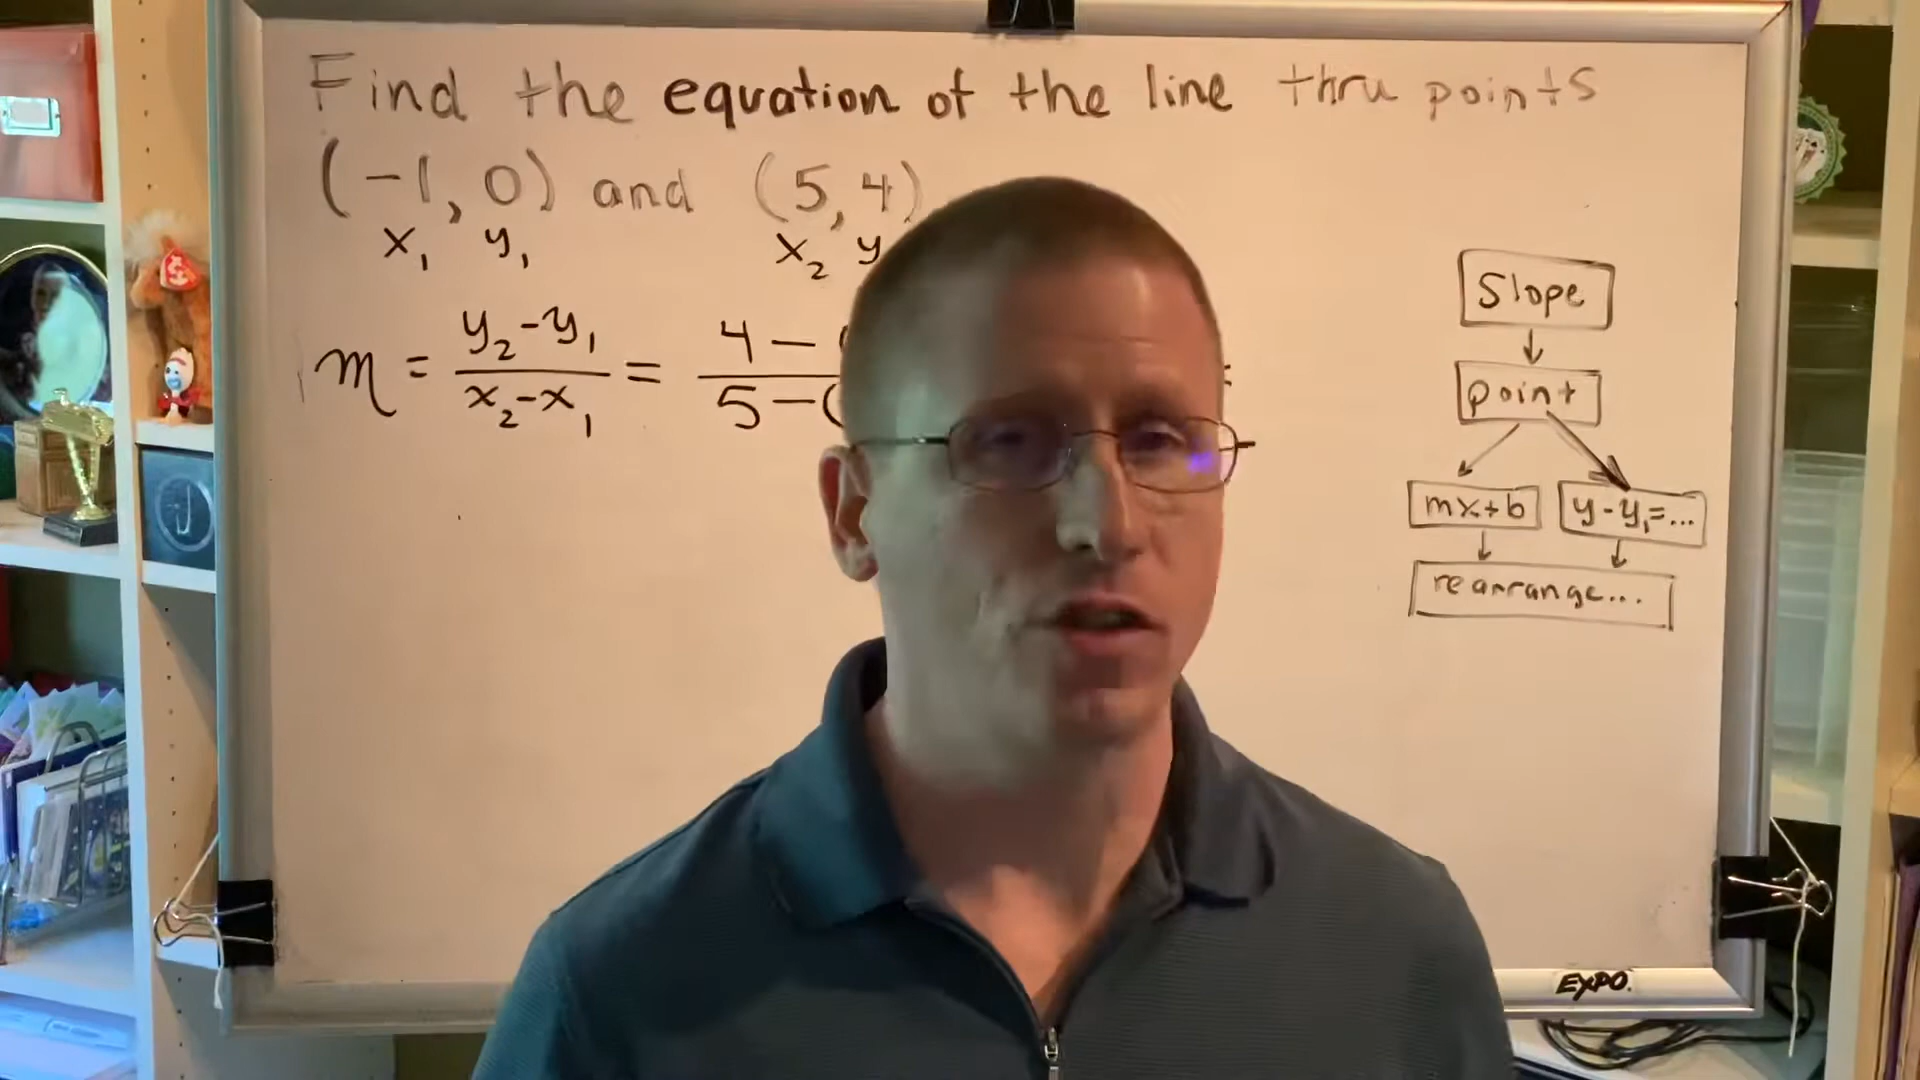 Find the equation of the line thru points
(-1, 0) and (5, 4)
x₁ y₁ x₂ y
m = y₂-y₁ / x₂-x₁ = 4- / 5-( =
Slope
point
mx+b
y-y₁=...
rearrange...
EXPO
J